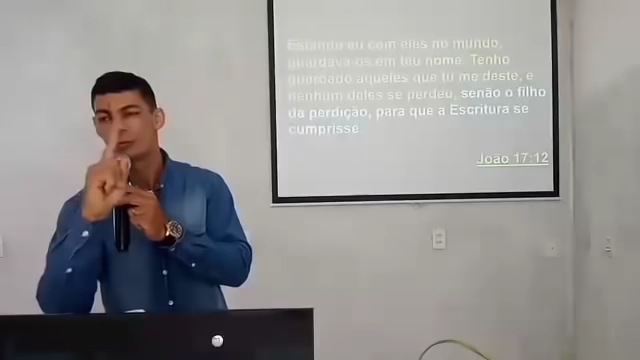 Estando eu com eles no mundo,
guardava-os em teu nome. Tenho
guardado aqueles que tu me deste, e
nenhum deles se perdeu, senão o filho
da perdição, para que a Escritura se
cumprisse.
João 17:12